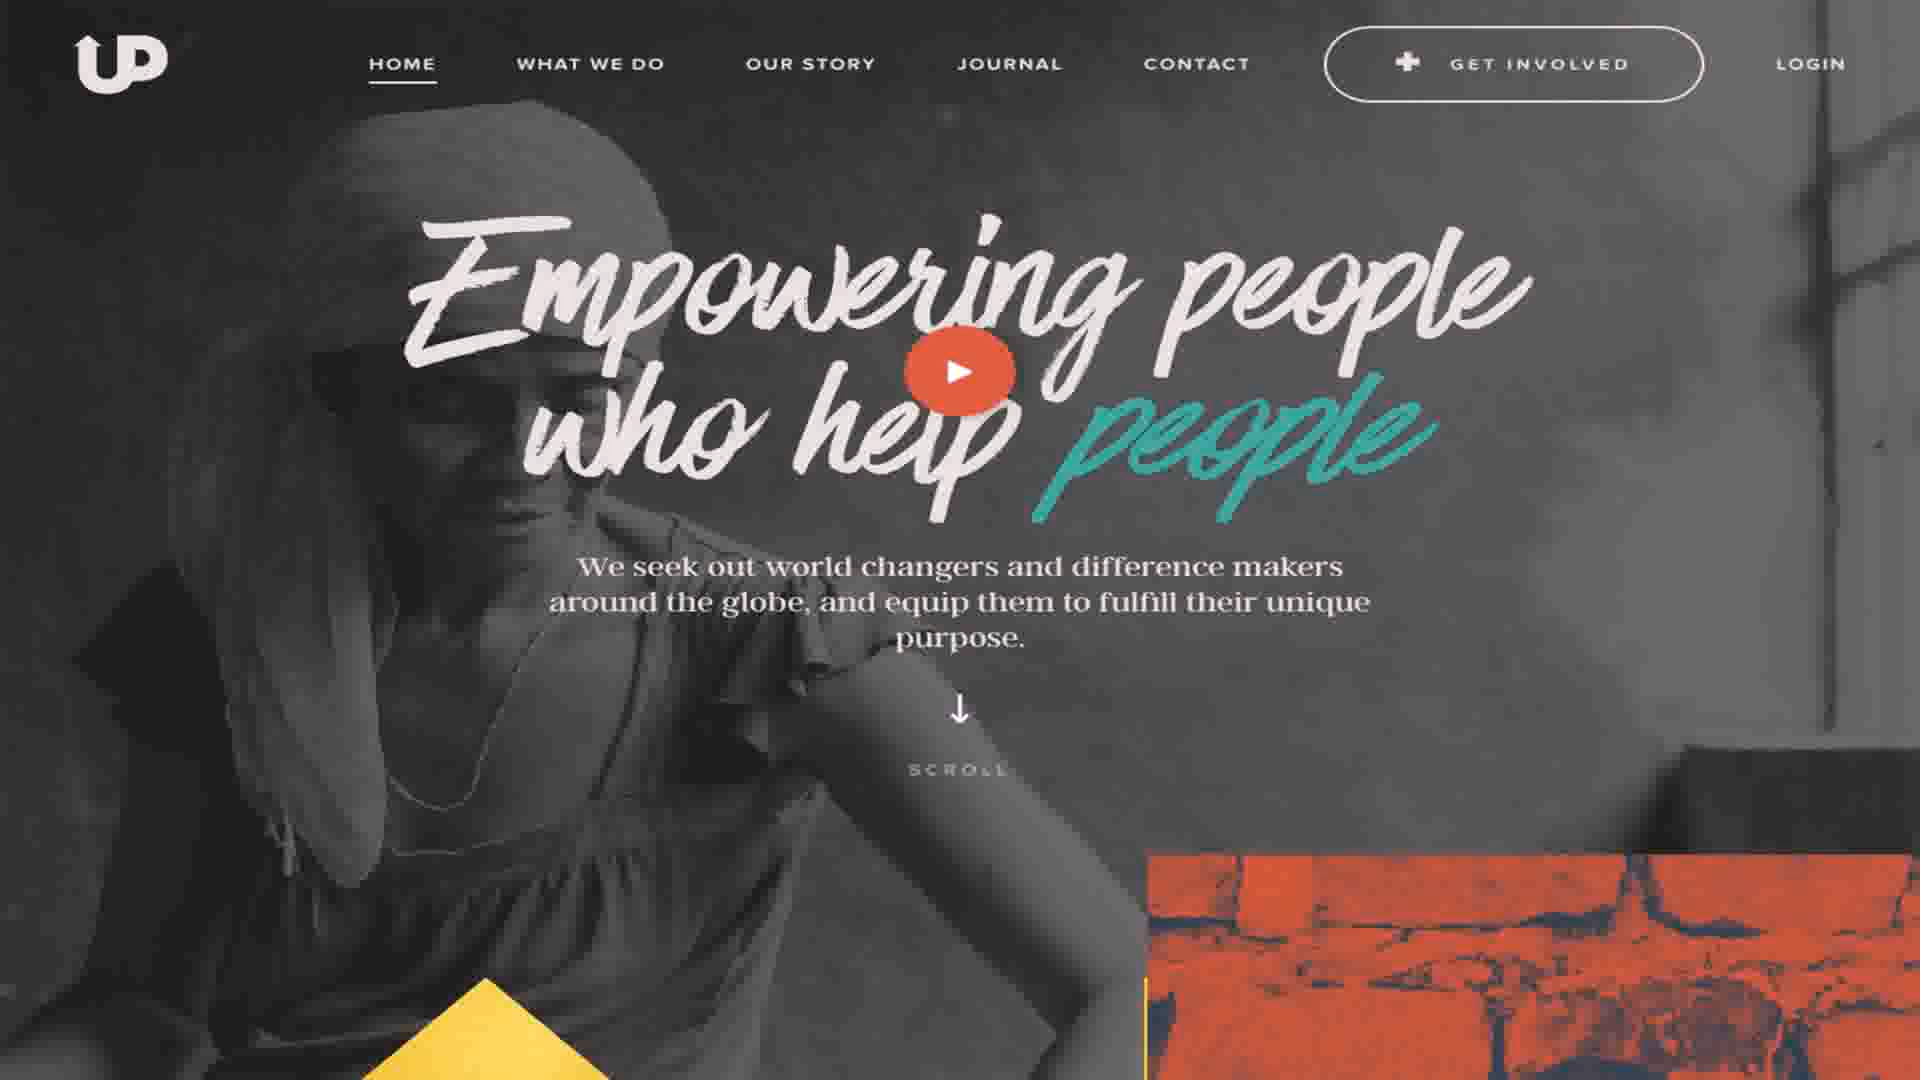 UP
HOME
WHAT WE DO
OUR STORY
JOURNAL
CONTACT
GET INVOLVED
LOGIN
Empowering people
who help people
We seek out world changers and difference makers
around the globe, and equip them to fulfill their unique
purpose.
SCROLL